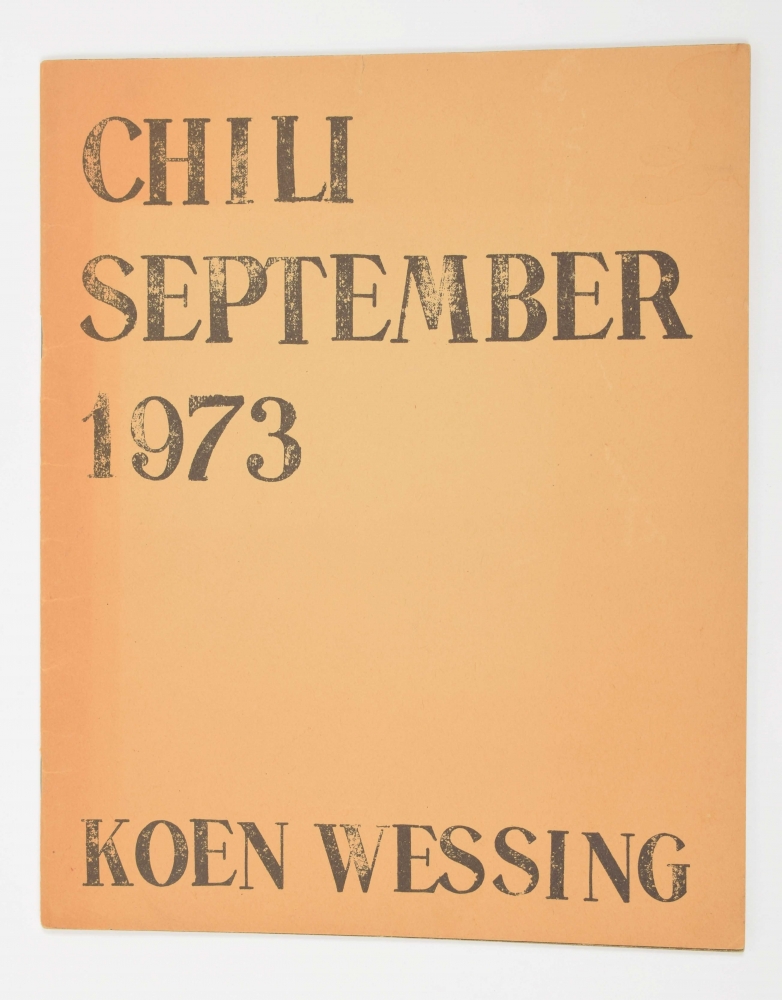 CHILI
SEPTEMBER
1973
KOEN WESSING